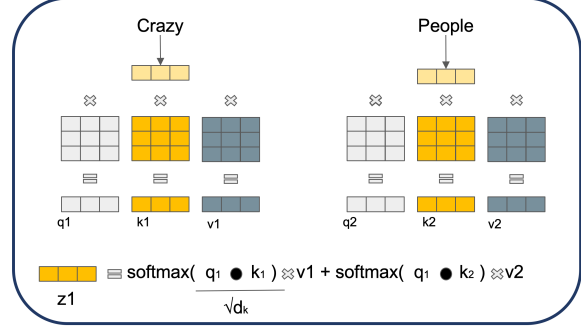 Crazy People
q1 k1 v1 q2 k2 v2
softmax( q₁ ● k₁ ) ⨯v1 + softmax( q₁ ● k₂ ) ⨯v2
z1 √dₖ